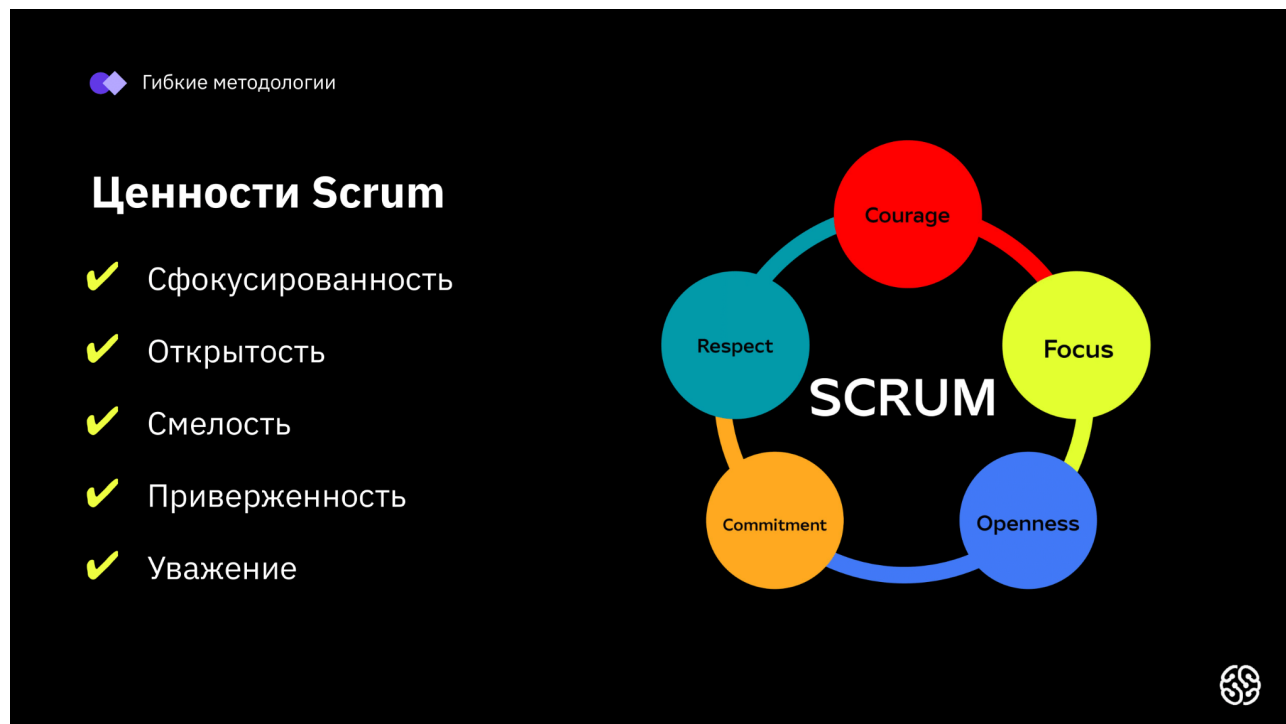 Гибкие методологии
Ценности Scrum
Сфокусированность
Открытость
Смелость
Приверженность
Уважение
Courage
Respect
Focus
SCRUM
Commitment
Openness